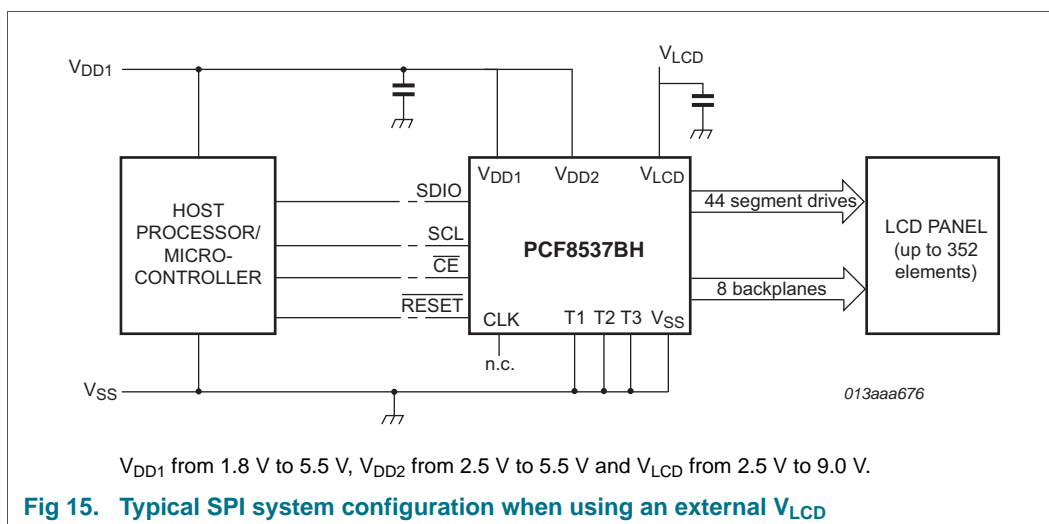 VDD1
VLCD
HOST
PROCESSOR/
MICRO-
CONTROLLER
SDIO
SCL
CE
RESET
VDD1
VDD2
VLCD
PCF8537BH
CLK
T1
T2
T3
VSS
n.c.
44 segment drives
8 backplanes
LCD PANEL
(up to 352
elements)
VSS
013aaa676
VDD1 from 1.8 V to 5.5 V, VDD2 from 2.5 V to 5.5 V and VLCD from 2.5 V to 9.0 V.
Fig 15. Typical SPI system configuration when using an external VLCD